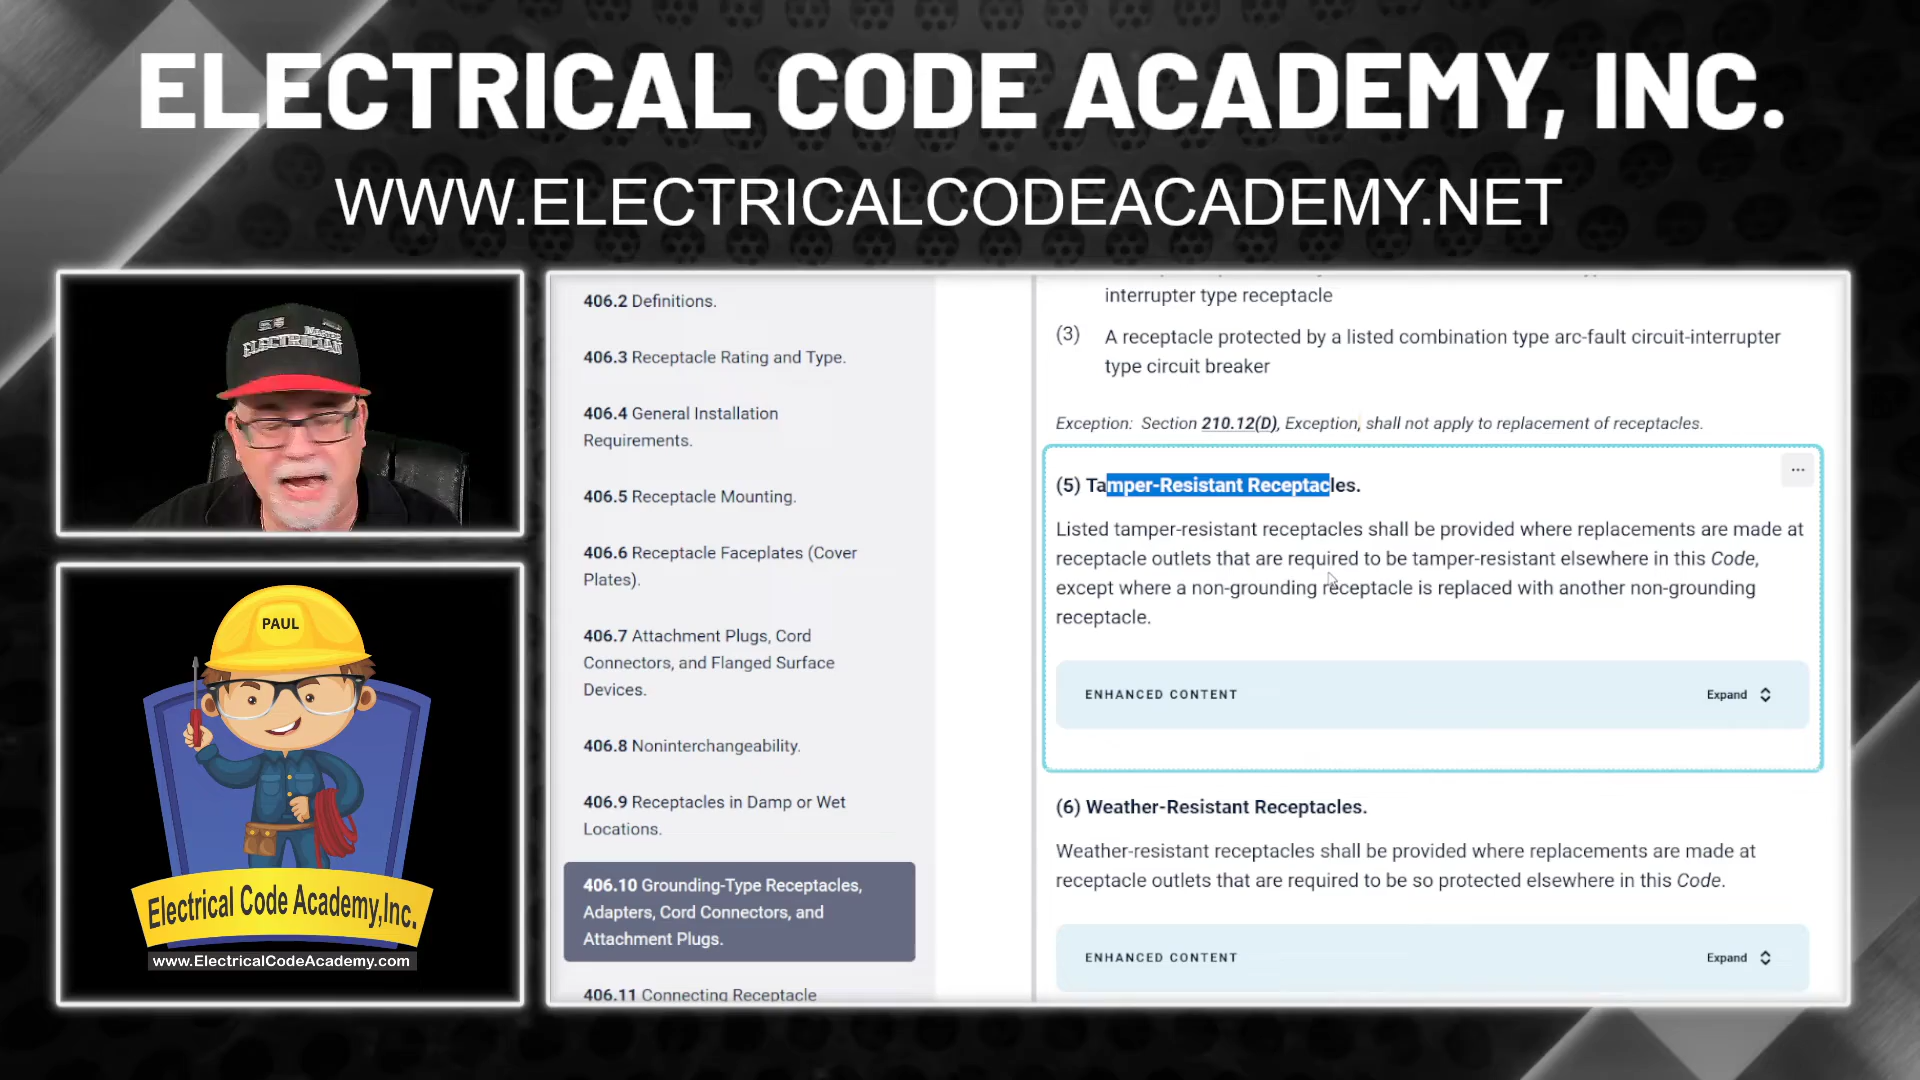 ELECTRICAL CODE ACADEMY, INC.
WWW.ELECTRICALCODEACADEMY.NET
MASTER
ELECTRICIAN
PAUL
Electrical Code Academy,Inc.
www.ElectricalCodeAcademy.com
406.2 Definitions.
406.3 Receptacle Rating and Type.
406.4 General Installation
Requirements.
406.5 Receptacle Mounting.
406.6 Receptacle Faceplates (Cover
Plates).
406.7 Attachment Plugs, Cord
Connectors, and Flanged Surface
Devices.
406.8 Noninterchangeability.
406.9 Receptacles in Damp or Wet
Locations.
406.10 Grounding-Type Receptacles,
Adapters, Cord Connectors, and
Attachment Plugs.
406.11 Connecting Receptacle
interrupter type receptacle
(3) A receptacle protected by a listed combination type arc-fault circuit-interrupter
type circuit breaker
Exception: Section 210.12(D), Exception, shall not apply to replacement of receptacles.
(5) Tamper-Resistant Receptacles.
Listed tamper-resistant receptacles shall be provided where replacements are made at
receptacle outlets that are required to be tamper-resistant elsewhere in this Code,
except where a non-grounding receptacle is replaced with another non-grounding
receptacle.
ENHANCED CONTENT Expand
(6) Weather-Resistant Receptacles.
Weather-resistant receptacles shall be provided where replacements are made at
receptacle outlets that are required to be so protected elsewhere in this Code.
ENHANCED CONTENT Expand